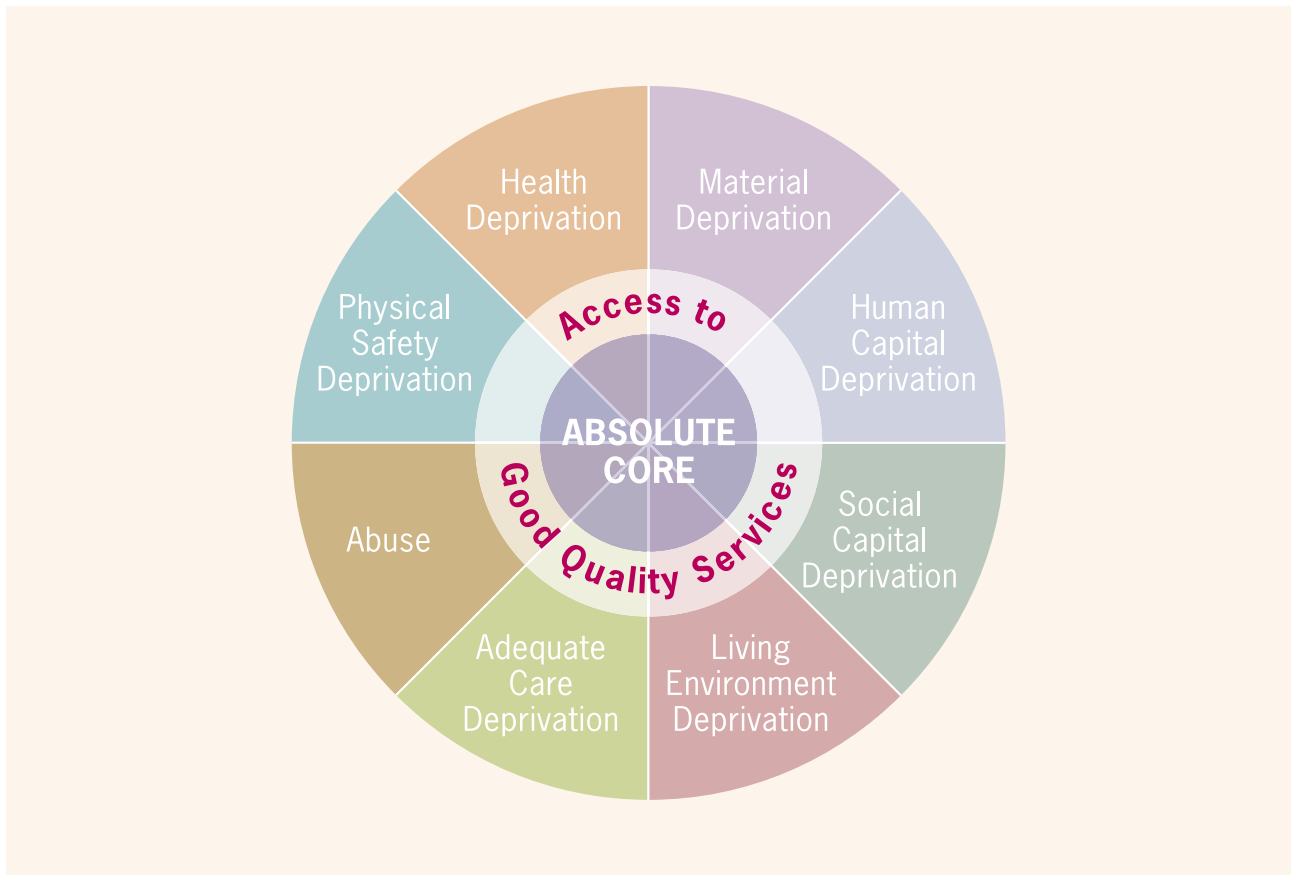 Health
Deprivation
Material
Deprivation
Human
Capital
Deprivation
Social
Capital
Deprivation
Living
Environment
Deprivation
Adequate
Care
Deprivation
Abuse
Physical
Safety
Deprivation
Access to
Good Quality Services
ABSOLUTE
CORE